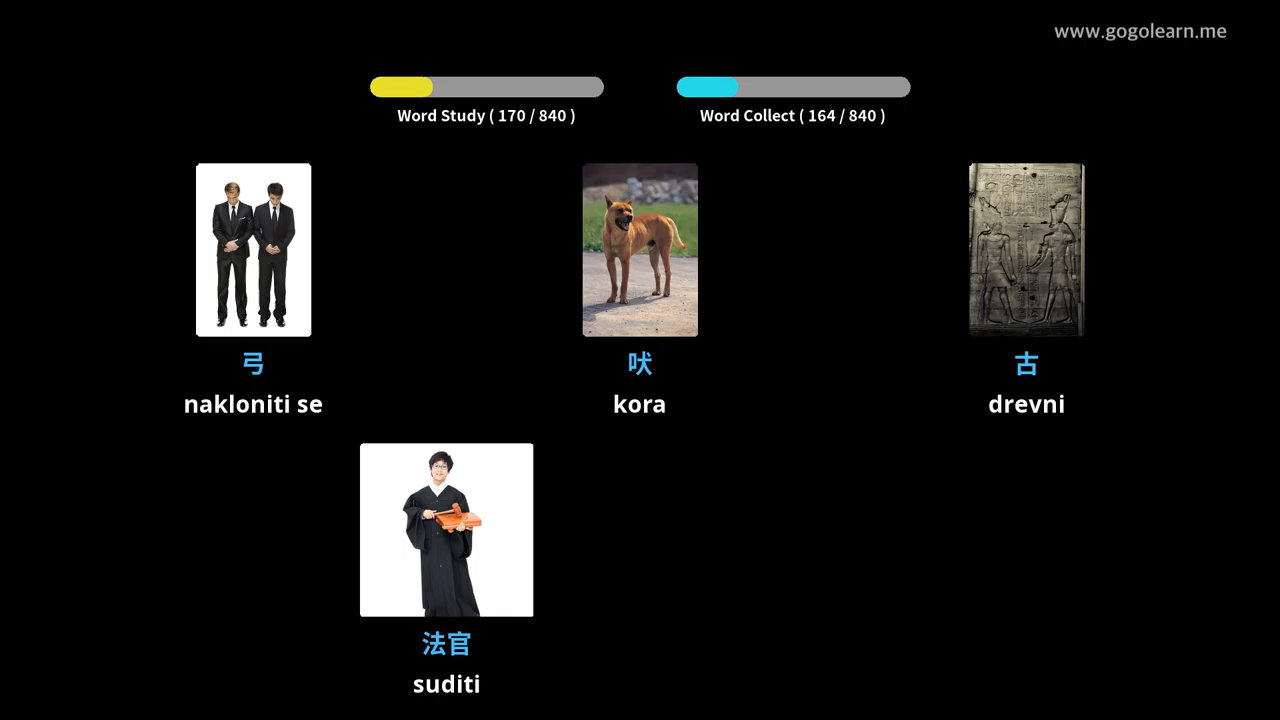 www.gogolearn.me
Word Study ( 170 / 840 )
Word Collect ( 164 / 840 )
弓
nakloniti se
吠
kora
古
drevni
法官
suditi